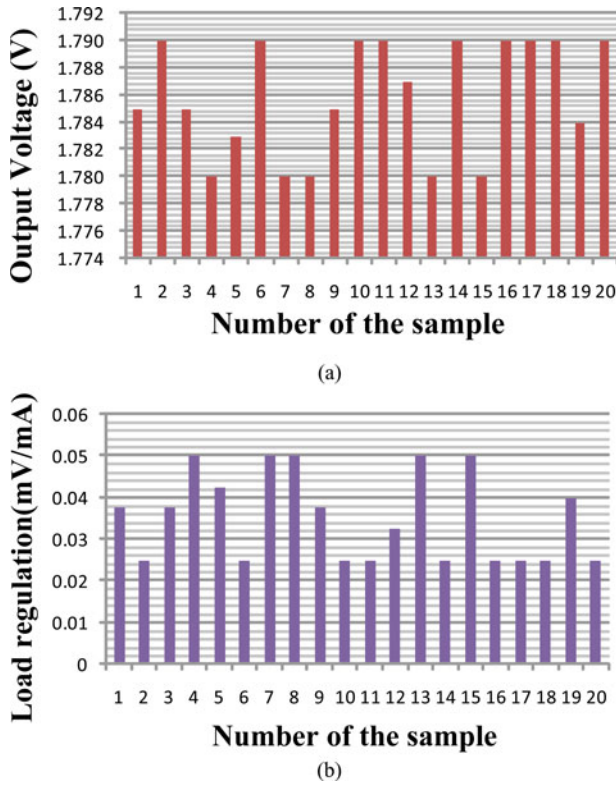 1.792
1.790
1.788
1.786
1.784
1.782
1.780
1.778
1.776
1.774
Output Voltage (V)
1 2 3 4 5 6 7 8 9 10 11 12 13 14 15 16 17 18 19 20
Number of the sample
(a)
0.06
0.05
0.04
0.03
0.02
0.01
0
Load regulation(mV/mA)
1 2 3 4 5 6 7 8 9 10 11 12 13 14 15 16 17 18 19 20
Number of the sample
(b)